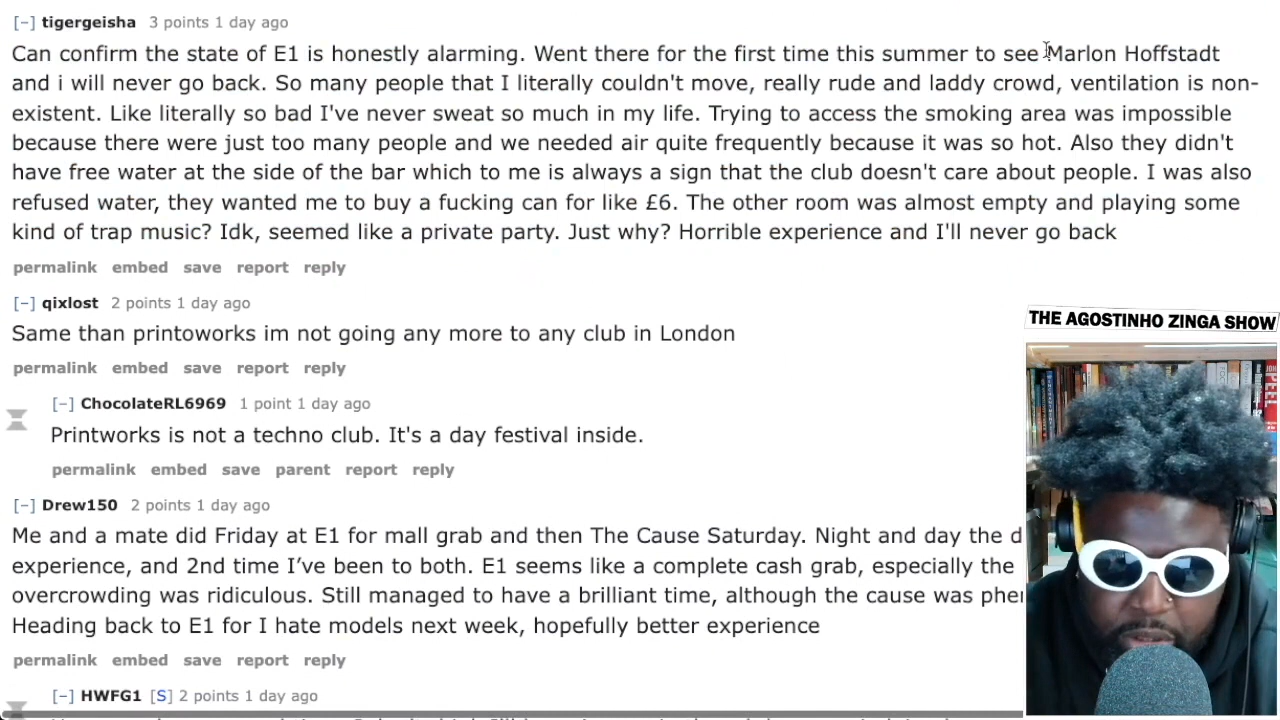 [–] tigergeisha 3 points 1 day ago
Can confirm the state of E1 is honestly alarming. Went there for the first time this summer to see Marlon Hoffstadt
and i will never go back. So many people that I literally couldn't move, really rude and laddy crowd, ventilation is non-
existent. Like literally so bad I've never sweat so much in my life. Trying to access the smoking area was impossible
because there were just too many people and we needed air quite frequently because it was so hot. Also they didn't
have free water at the side of the bar which to me is always a sign that the club doesn't care about people. I was also
refused water, they wanted me to buy a fucking can for like £6. The other room was almost empty and playing some
kind of trap music? Idk, seemed like a private party. Just why? Horrible experience and I'll never go back
permalink embed save report reply
[–] qixlost 2 points 1 day ago
Same than printoworks im not going any more to any club in London
permalink embed save report reply
[–] ChocolateRL6969 1 point 1 day ago
Printworks is not a techno club. It's a day festival inside.
permalink embed save parent report reply
[–] Drew150 2 points 1 day ago
Me and a mate did Friday at E1 for mall grab and then The Cause Saturday. Night and day the
experience, and 2nd time I've been to both. E1 seems like a complete cash grab, especially the
overcrowding was ridiculous. Still managed to have a brilliant time, although the cause was
Heading back to E1 for I hate models next week, hopefully better experience
permalink embed save report reply
[–] HWFG1 [S] 2 points 1 day ago
THE AGOSTINHO ZINGA SHOW